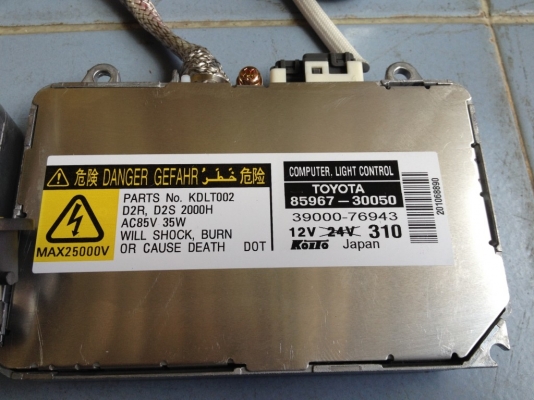 危険 DANGER GEFAHR خطر 危险
PARTS No. KDLT002
D2R, D2S 2000H
AC85V 35W
WILL SHOCK, BURN
OR CAUSE DEATH DOT
MAX25000V
COMPUTER. LIGHT CONTROL
TOYOTA
85967-30050
39000-76943
12V 24V 310
KOITO Japan
201068890